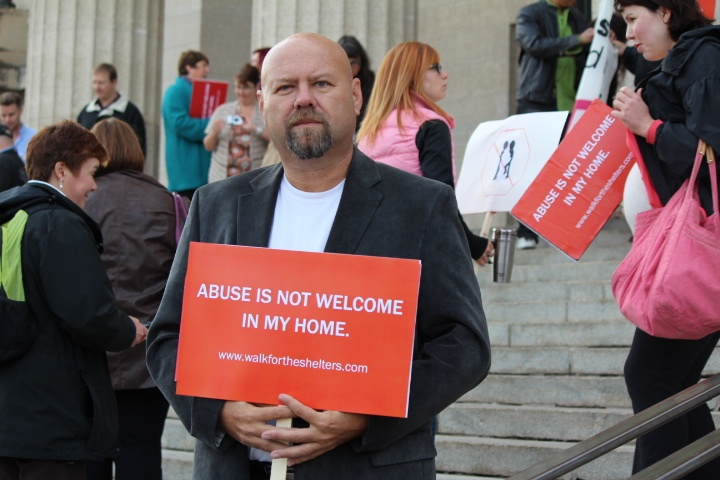 ABUSE IS NOT WELCOME
IN MY HOME.
www.walkfortheshelters.com
ABUSE IS NOT WELCOME
IN MY HOME.